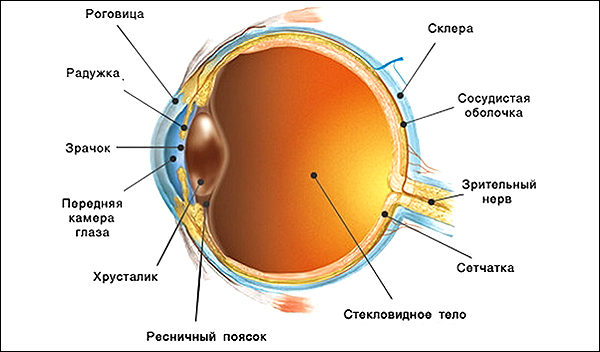 Роговица
Радужка
Зрачок
Передняя
камера
глаза
Хрусталик
Ресничный поясок
Склера
Сосудистая
оболочка
Зрительный
нерв
Сетчатка
Стекловидное тело